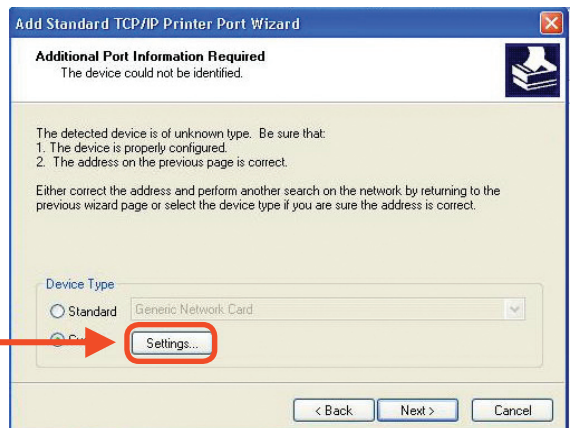 Add Standard TCP/IP Printer Port Wizard
Additional Port Information Required
The device could not be identified.
The detected device is of unknown type. Be sure that:
1. The device is properly configured.
2. The address on the previous page is correct.
Either correct the address and perform another search on the network by returning to the
previous wizard page or select the device type if you are sure the address is correct.
Device Type
Standard
Generic Network Card
Settings...
< Back
Next >
Cancel